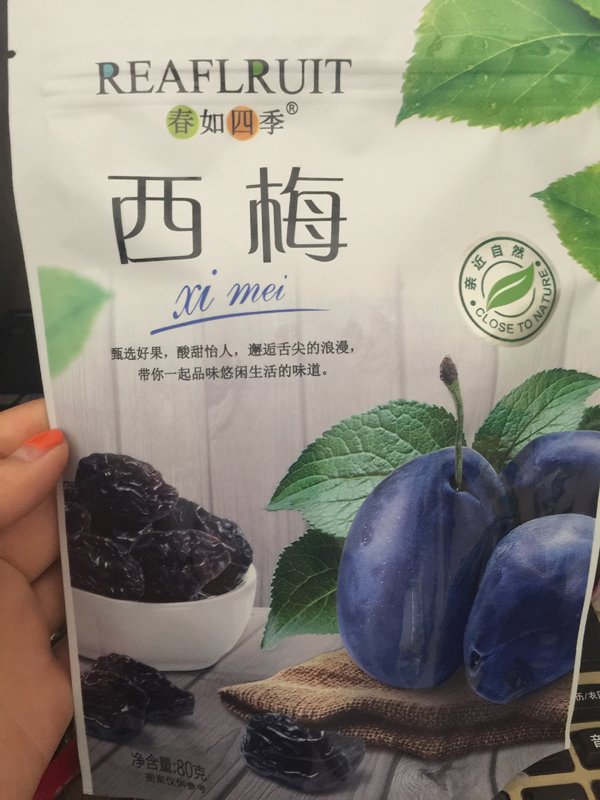 REAFLRUIT
春如四季®
西梅
xi mei
亲近自然
CLOSE TO NATURE
甄选好果，酸甜怡人，邂逅舌尖的浪漫，
带你一起品味悠闲生活的味道。
净含量:80克
图案仅供参考